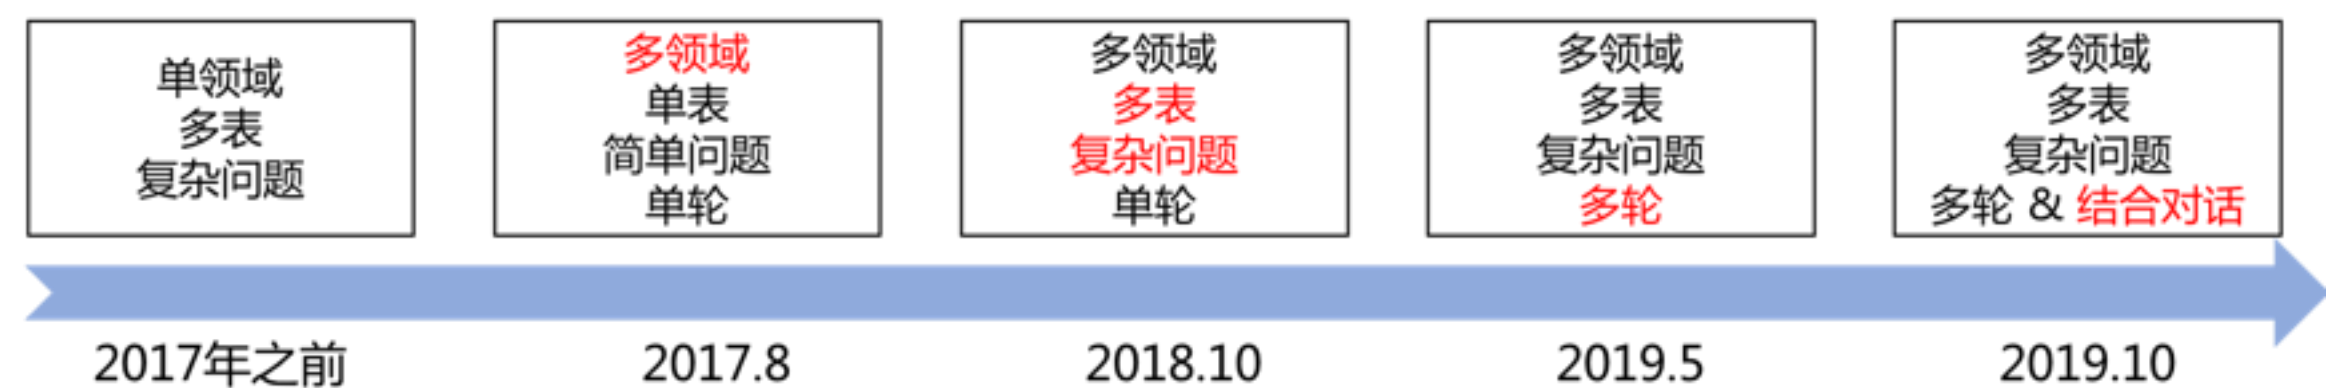 单领域
多表
复杂问题
多领域
单表
简单问题
单轮
多领域
多表
复杂问题
单轮
多领域
多表
复杂问题
多轮
多领域
多表
复杂问题
多轮 & 结合对话
2017年之前
2017.8
2018.10
2019.5
2019.10